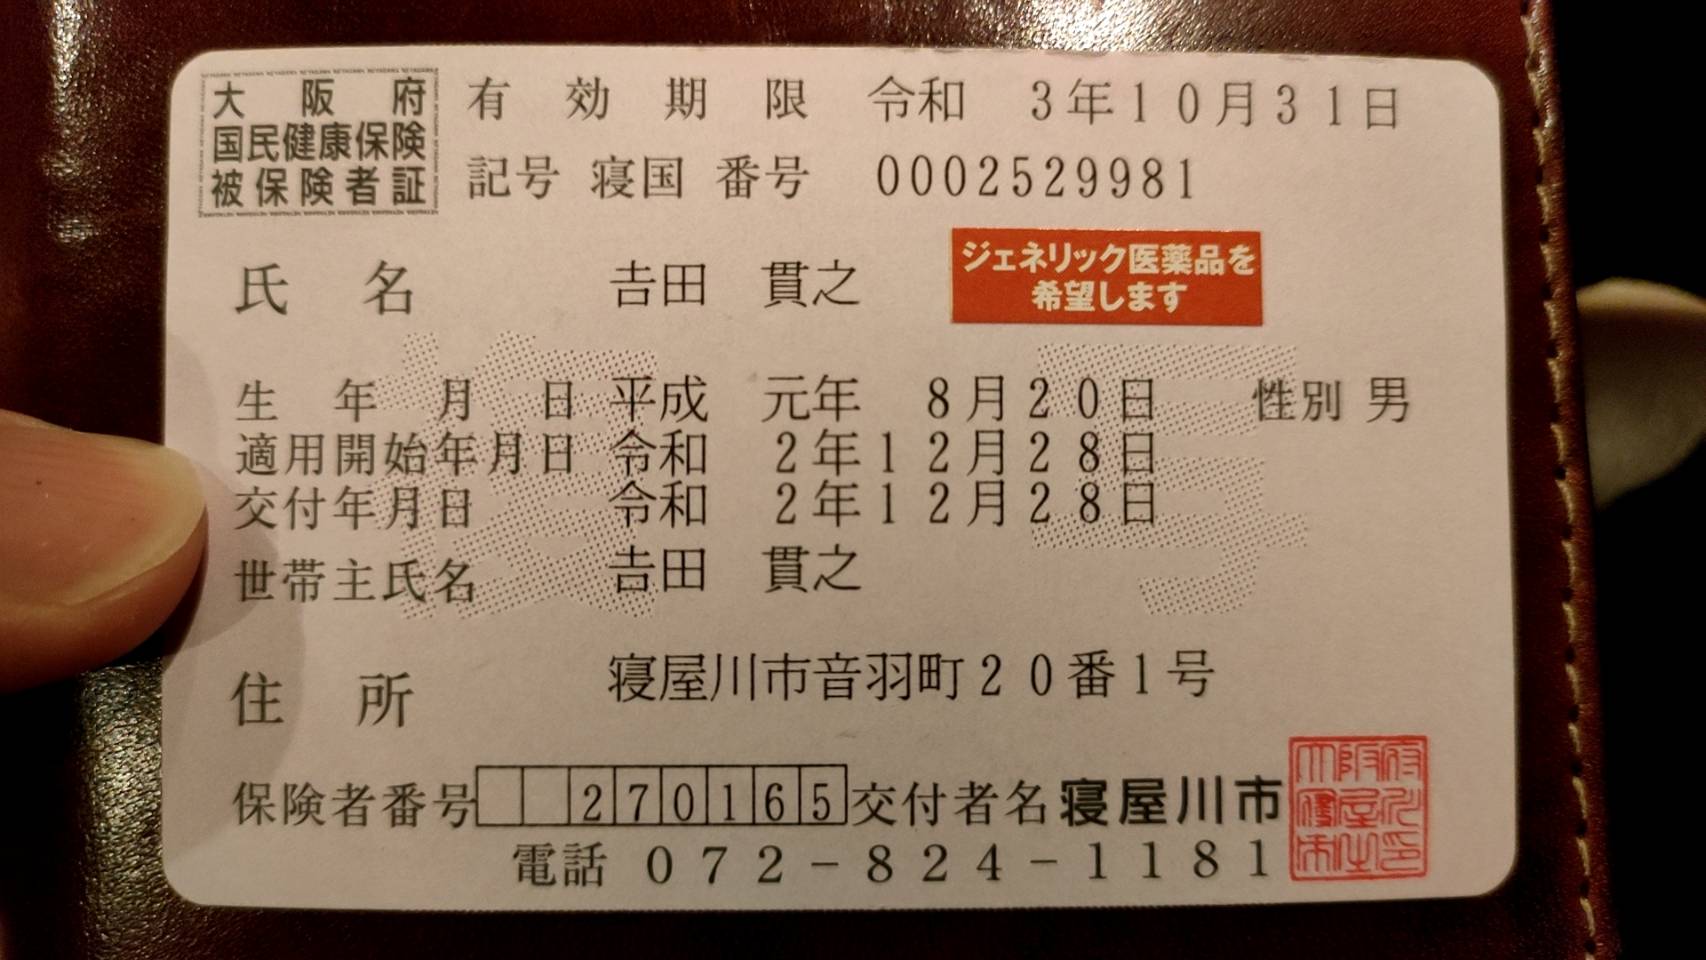 大阪府
国民健康保険
被保険者証
有効期限 令和 3年10月31日
記号 寝国 番号 0002529981
氏名 𠮷田 貫之
ジェネリック医薬品を
希望します
生年月日 平成 元年 8月20日 性別 男
適用開始年月日 令和 2年12月28日
交付年月日 令和 2年12月28日
世帯主氏名 𠮷田 貫之
住所 寝屋川市音羽町20番1号
保険者番号 270165 交付者名 寝屋川市
電話 072-824-1181